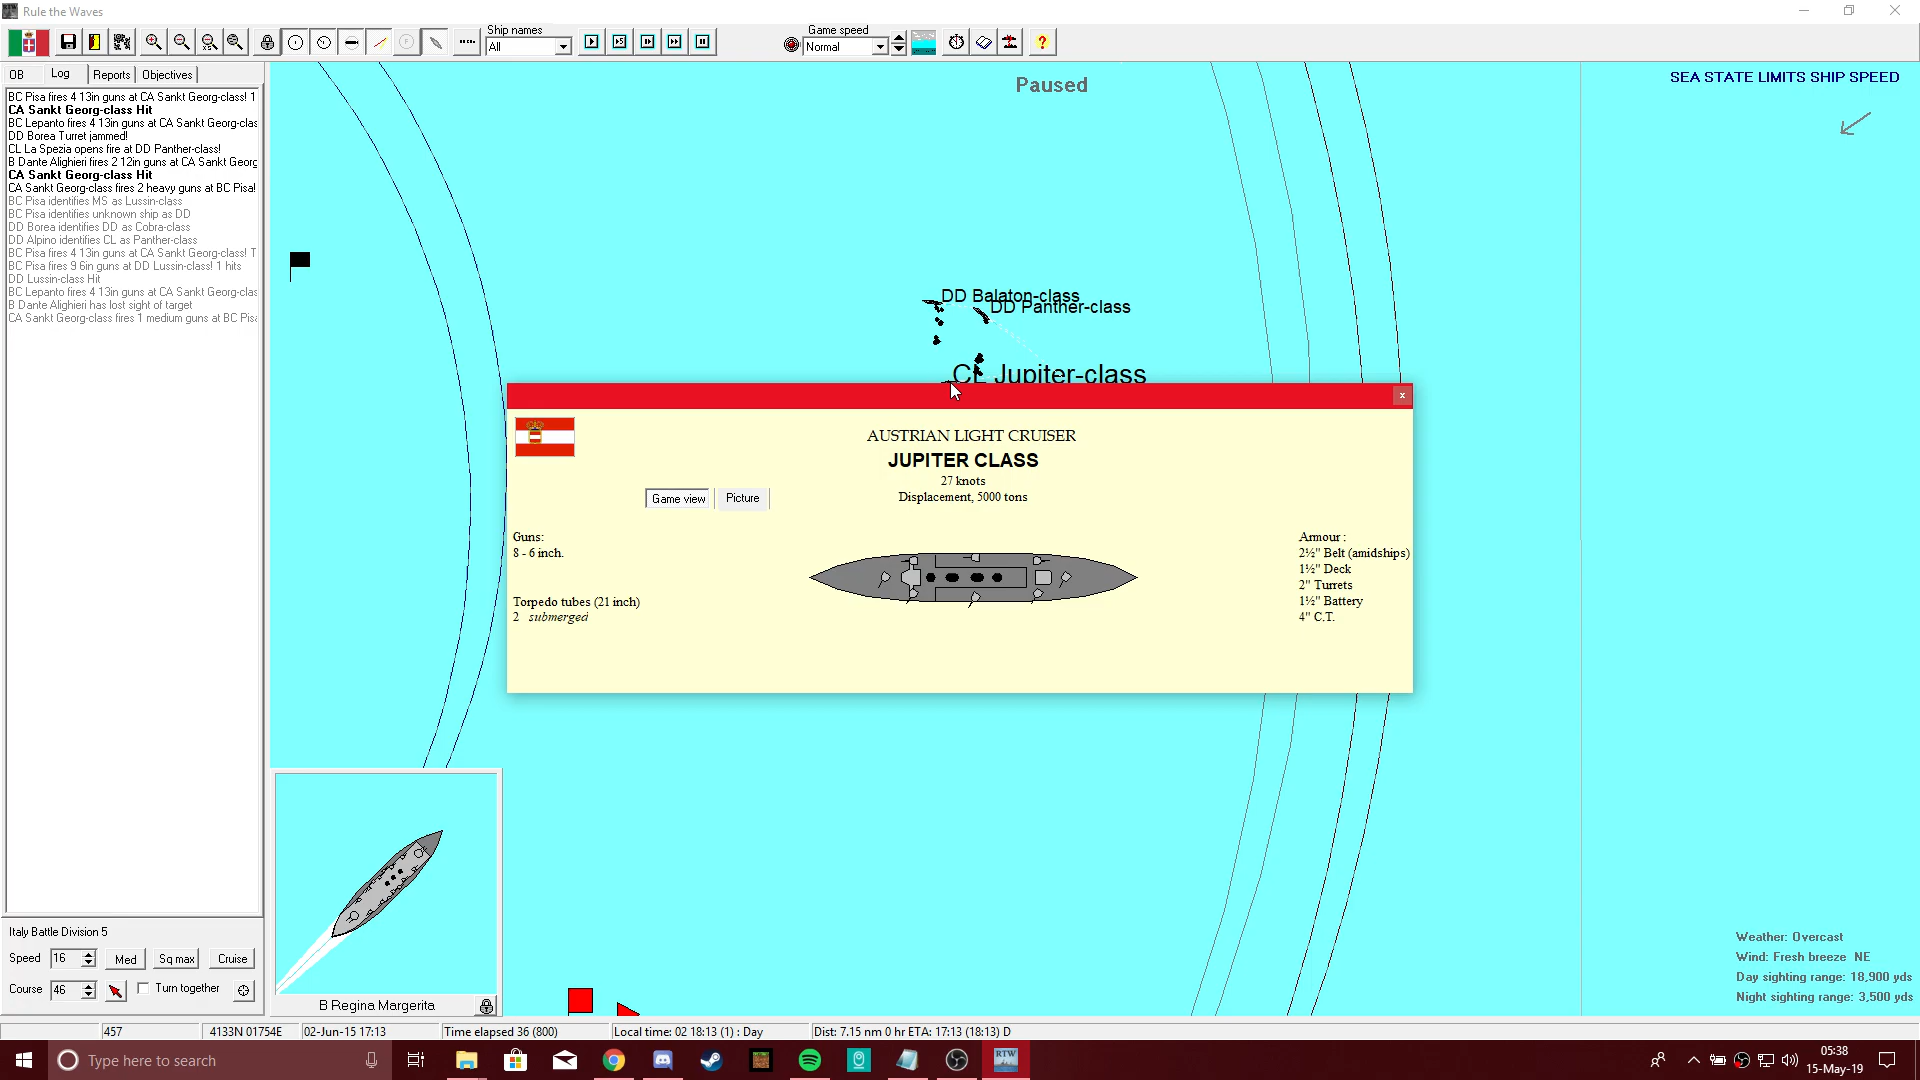 Rule the Waves
Ship names
All
Game speed
Normal
OB
Log
Reports
Objectives
BC Pisa fires 4 13in guns at CA Sankt Georg-class! 1
CA Sankt Georg-class Hit
BC Lepanto fires 4 13in guns at CA Sankt Georg-clas
DD Borea Turret jammed!
CL La Spezia opens fire at DD Panther-class!
B Dante Alighieri fires 2 12in guns at CA Sankt Georg
CA Sankt Georg-class Hit
CA Sankt Georg-class fires 2 heavy guns at BC Pisa!
BC Pisa identifies MS as Lussin-class
BC Pisa identifies unknown ship as DD
DD Borea identifies DD as Cobra-class
DD Alpino identifies CL as Panther-class
BC Pisa fires 4 13in guns at CA Sankt Georg-class! T
BC Pisa fires 9 6in guns at DD Lussin-class! 1 hits
DD Lussin-class Hit
BC Lepanto fires 4 13in guns at CA Sankt Georg-clas
B Dante Alighieri has lost sight of target
CA Sankt Georg-class fires 1 medium guns at BC Pisa
Paused
SEA STATE LIMITS SHIP SPEED
DD Balaton-class
DD Panther-class
CL Jupiter-class
x
AUSTRIAN LIGHT CRUISER
JUPITER CLASS
27 knots
Displacement, 5000 tons
Game view
Picture
Guns:
8 - 6 inch.
Torpedo tubes (21 inch)
2 submerged
Armour :
2½" Belt (amidships)
1½" Deck
2" Turrets
1½" Battery
4" C.T.
Italy Battle Division 5
Speed 16 Med Sq max Cruise
Course 46 Turn together
B Regina Margerita
Weather: Overcast
Wind: Fresh breeze NE
Day sighting range: 18,900 yds
Night sighting range: 3,500 yds
457
4133N 01754E
02-Jun-15 17:13
Time elapsed 36 (800)
Local time: 02 18:13 (1) : Day
Dist: 7.15 nm 0 hr ETA: 17:13 (18:13) D
Type here to search
RTW
05:38
15-May-19